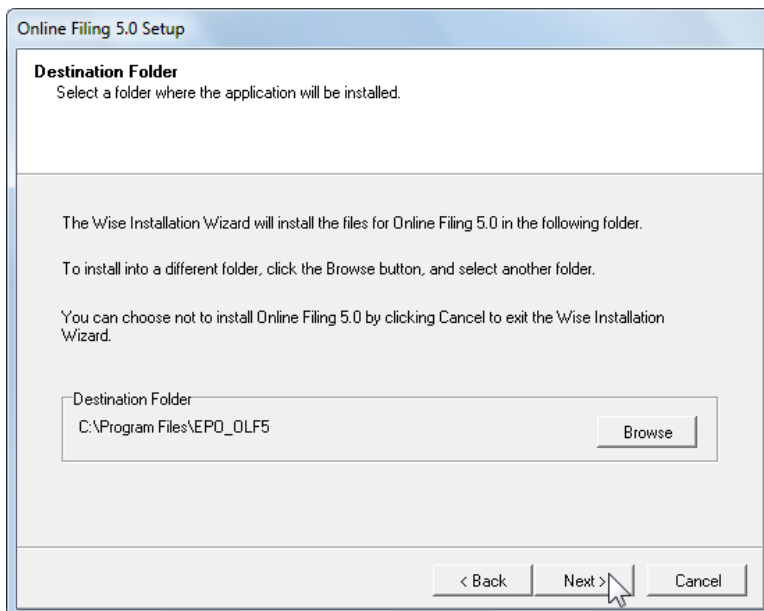 Online Filing 5.0 Setup
Destination Folder
Select a folder where the application will be installed.
The Wise Installation Wizard will install the files for Online Filing 5.0 in the following folder.
To install into a different folder, click the Browse button, and select another folder.
You can choose not to install Online Filing 5.0 by clicking Cancel to exit the Wise Installation
Wizard.
Destination Folder
C:\Program Files\EPO_OLF5
Browse
< Back Next > Cancel